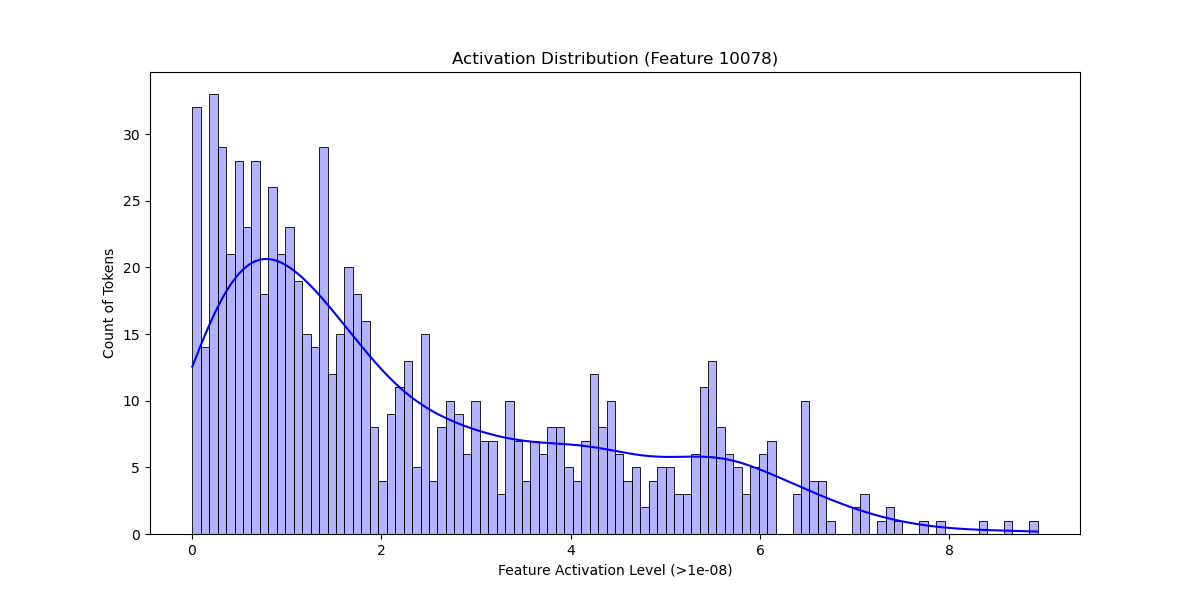 Activation Distribution (Feature 10078)
Count of Tokens
30
25
20
15
10
5
0
0 2 4 6 8
Feature Activation Level (>1e-08)